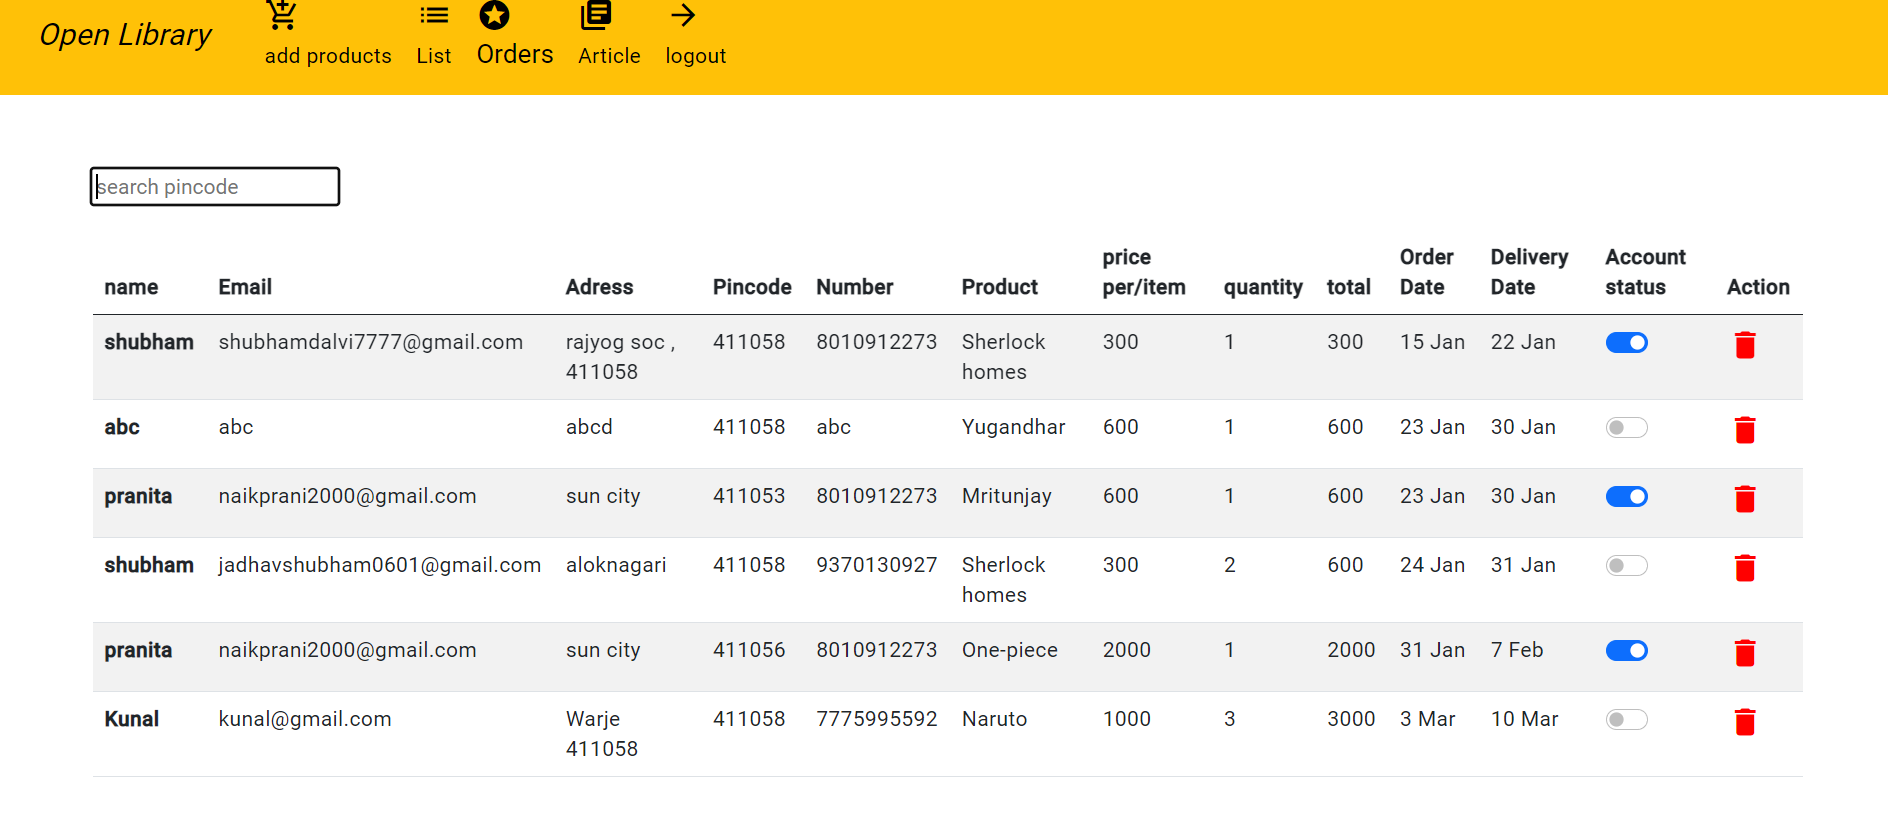 Open Library
add products List Orders Article logout
search pincode
name Email Adress Pincode Number Product price per/item quantity total Order Date Delivery Date Account status Action
shubham shubhamdalvi7777@gmail.com rajyog soc , 411058 411058 8010912273 Sherlock homes 300 1 300 15 Jan 22 Jan
abc abc abcd 411058 abc Yugandhar 600 1 600 23 Jan 30 Jan
pranita naikprani2000@gmail.com sun city 411053 8010912273 Mritunjay 600 1 600 23 Jan 30 Jan
shubham jadhavshubham0601@gmail.com aloknagari 411058 9370130927 Sherlock homes 300 2 600 24 Jan 31 Jan
pranita naikprani2000@gmail.com sun city 411056 8010912273 One-piece 2000 1 2000 31 Jan 7 Feb
Kunal kunal@gmail.com Warje 411058 411058 7775995592 Naruto 1000 3 3000 3 Mar 10 Mar